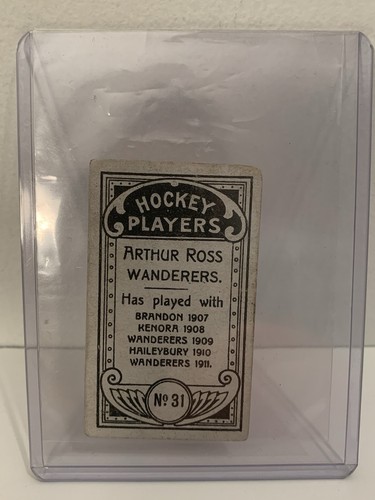 HOCKEY
PLAYERS
ARTHUR ROSS
WANDERERS.
Has played with
BRANDON 1907
KENORA 1908
WANDERERS 1909
HAILEYBURY 1910
WANDERERS 1911.
Nº 31